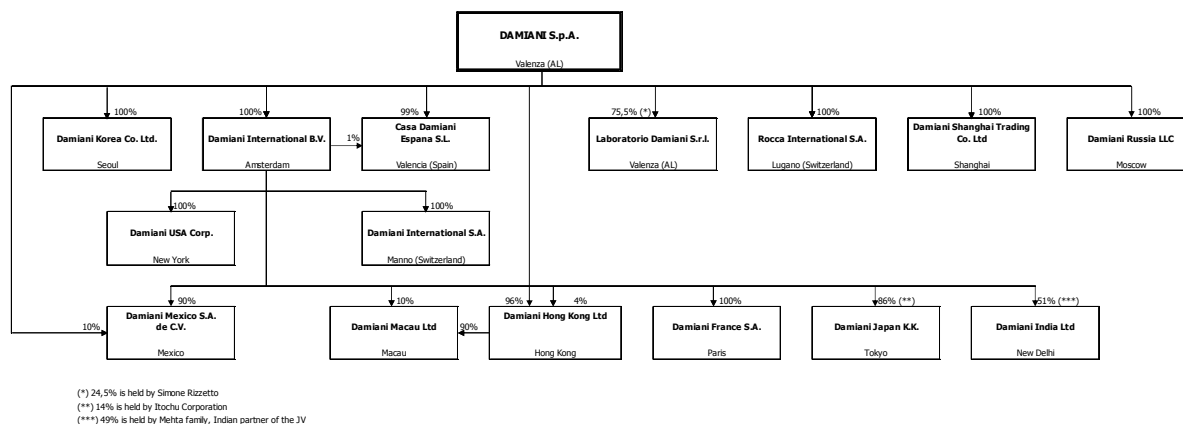 DAMIANI S.p.A.
Valenza (AL)
100%
100%
99%
75,5% (*)
100%
100%
100%
Damiani Korea Co. Ltd.
Seoul
Damiani International B.V.
Amsterdam
1%
Casa Damiani
Espana S.L.
Valencia (Spain)
Laboratorio Damiani S.r.l.
Valenza (AL)
Rocca International S.A.
Lugano (Switzerland)
Damiani Shanghai Trading
Co. Ltd
Shanghai
Damiani Russia LLC
Moscow
100%
100%
Damiani USA Corp.
New York
Damiani International S.A.
Manno (Switzerland)
90%
10%
96%
4%
100%
86% (**)
51% (***)
10%
Damiani Mexico S.A.
de C.V.
Mexico
Damiani Macau Ltd
Macau
90%
Damiani Hong Kong Ltd
Hong Kong
Damiani France S.A.
Paris
Damiani Japan K.K.
Tokyo
Damiani India Ltd
New Delhi
(*) 24,5% is held by Simone Rizzetto
(**) 14% is held by Itochu Corporation
(***) 49% is held by Mehta family, Indian partner of the JV